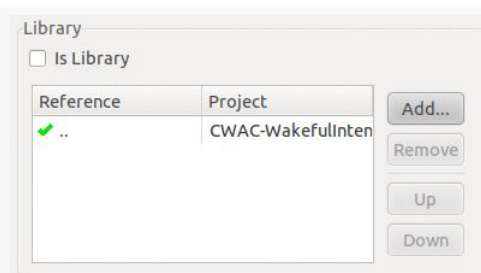 Library
Is Library
Reference Project
.. CWAC-WakefulInten
Add...
Remove
Up
Down